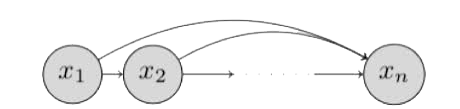 x₁ x₂ . . . . . . xₙ